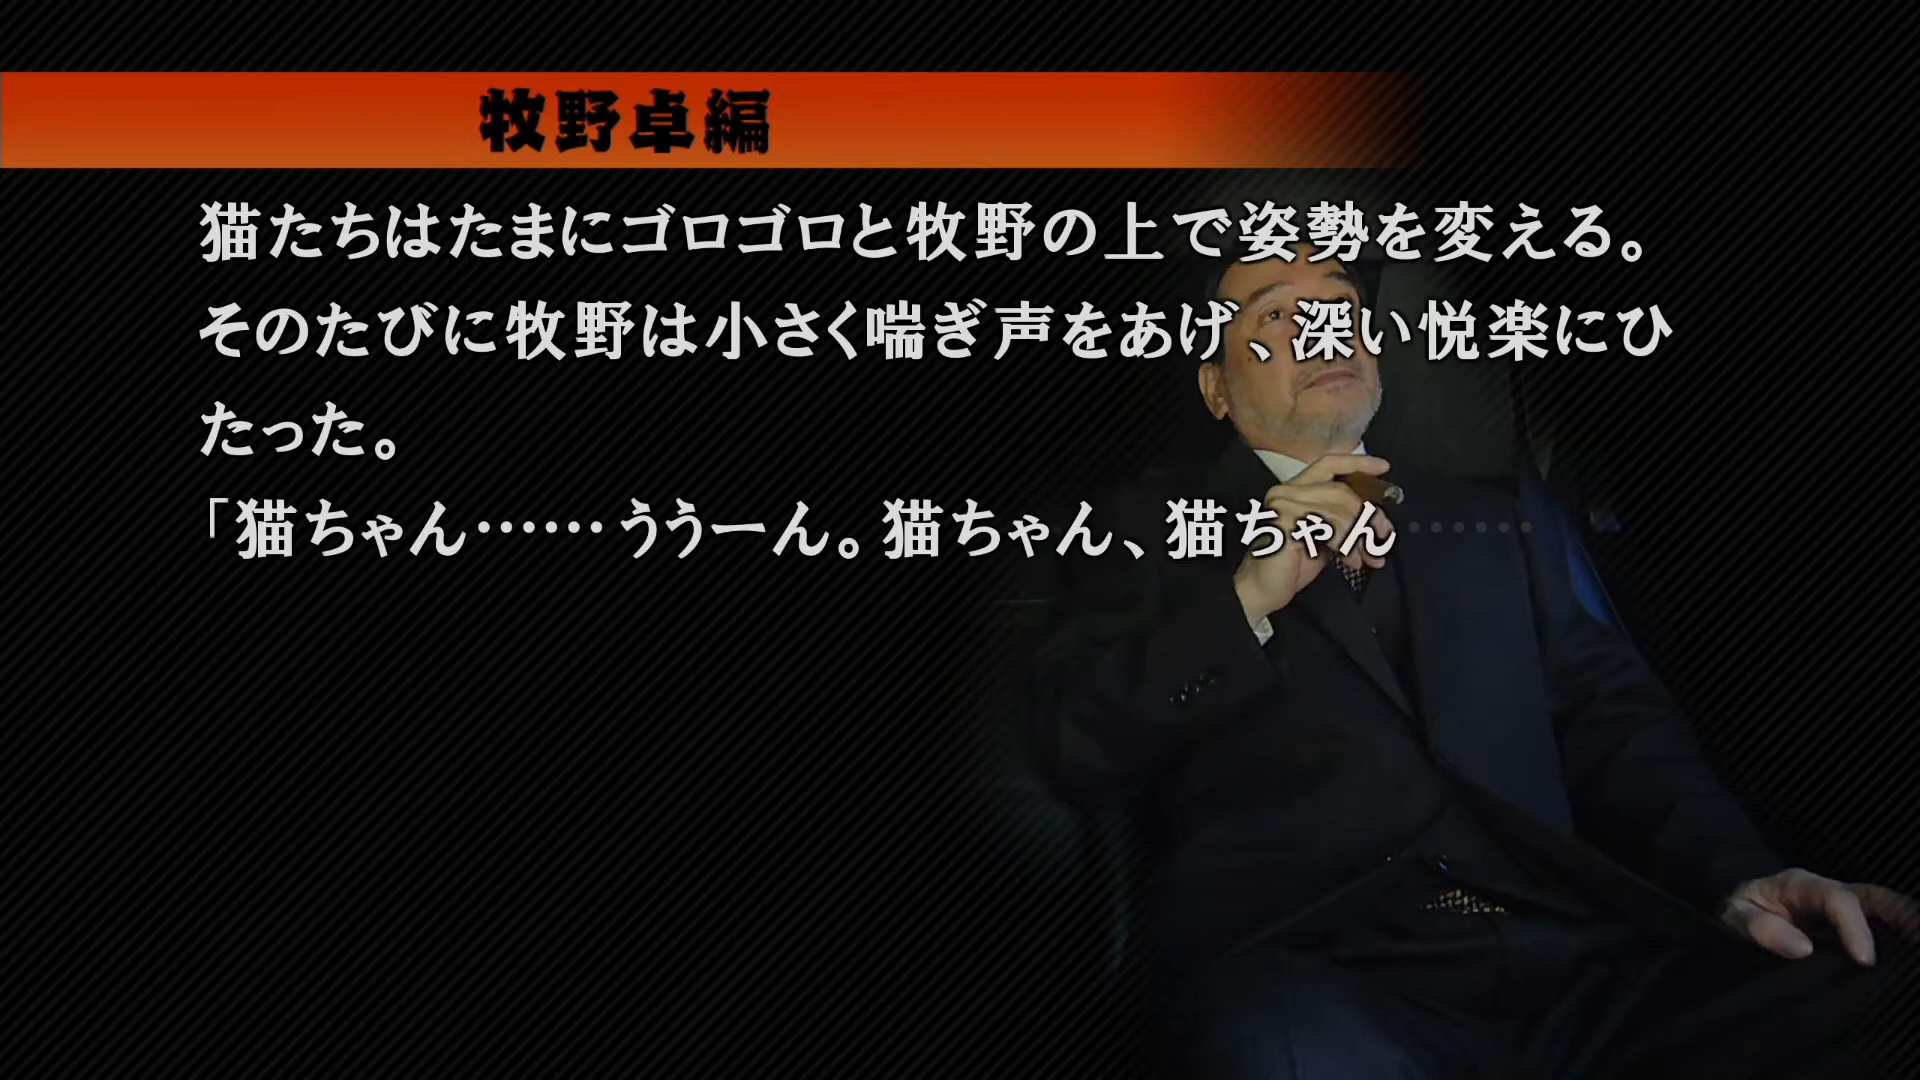 牧野卓編
猫たちはたまにゴロゴロと牧野の上で姿勢を変える。
そのたびに牧野は小さく喘ぎ声をあげ、深い悦楽にひ
たった。
「猫ちゃん……ううーん。猫ちゃん、猫ちゃん……